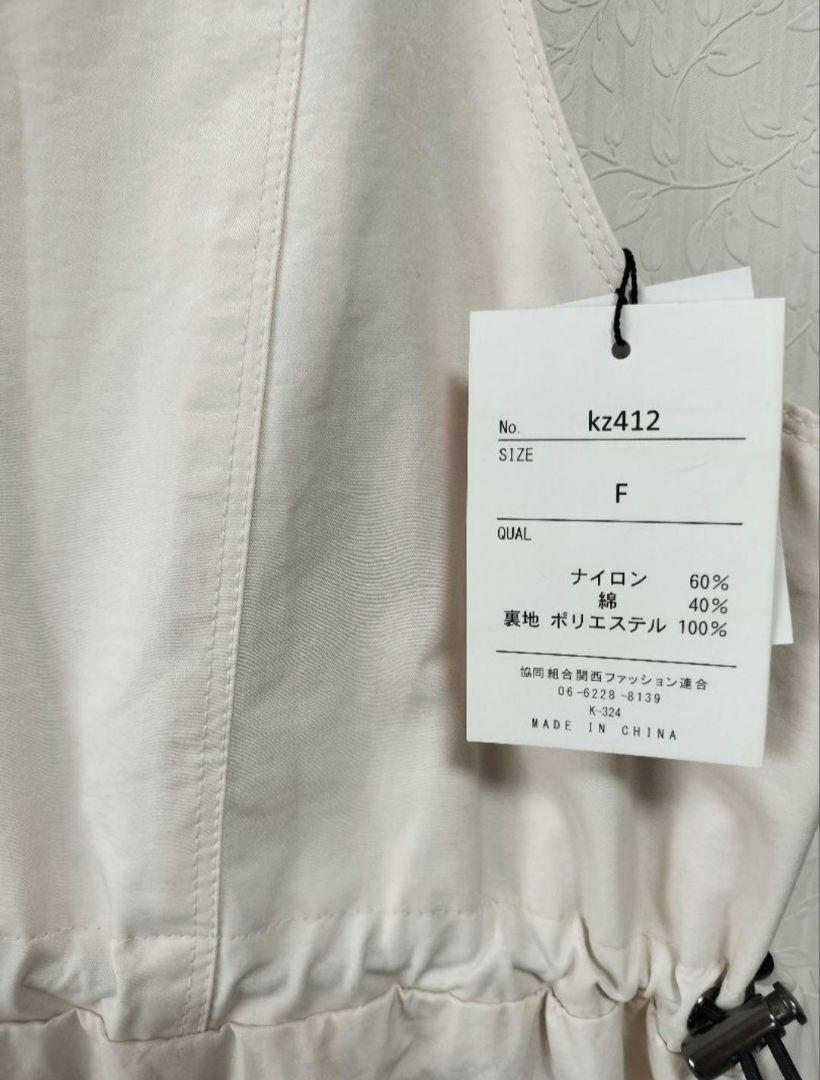 No. kz412
SIZE
F
QUAL
ナイロン 60%
綿 40%
裏地 ポリエステル 100%
協同組合関西ファッション連合
06-6228-8139
K-324
MADE IN CHINA